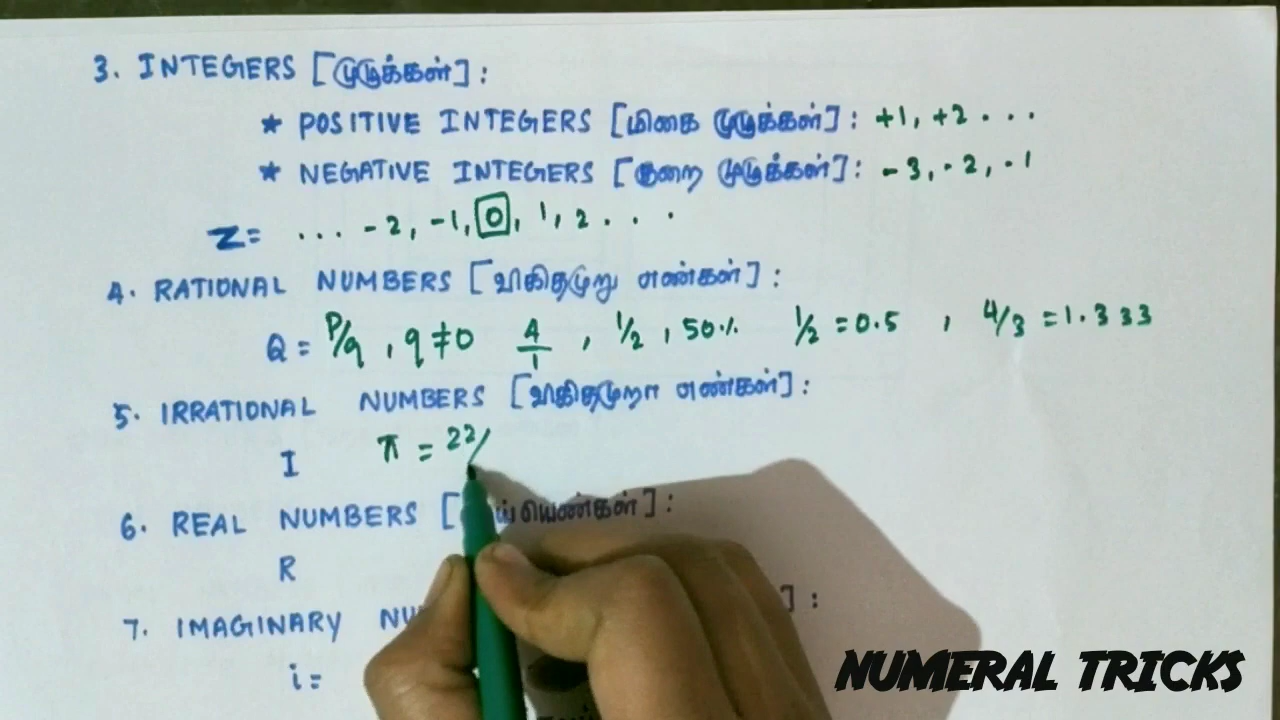 3. INTEGERS [முழுக்கள்]:
* POSITIVE INTEGERS [மிகை முழுக்கள்]: +1, +2 . . .
* NEGATIVE INTEGERS [குறை முழுக்கள்]: -3, -2, -1
Z= ... -2, -1, 0, 1, 2 . . .
4. RATIONAL NUMBERS [விகிதமுறு எண்கள்]:
Q = P/q , q ≠ 0 4/1 , 1/2 , 50% 1/2 = 0.5 , 4/3 = 1.333
5. IRRATIONAL NUMBERS [விகிதமுறா எண்கள்]:
I π = 22/
6. REAL NUMBERS [ யெண்கள்]:
R
7. IMAGINARY NU ] :
i =
NUMERAL TRICKS